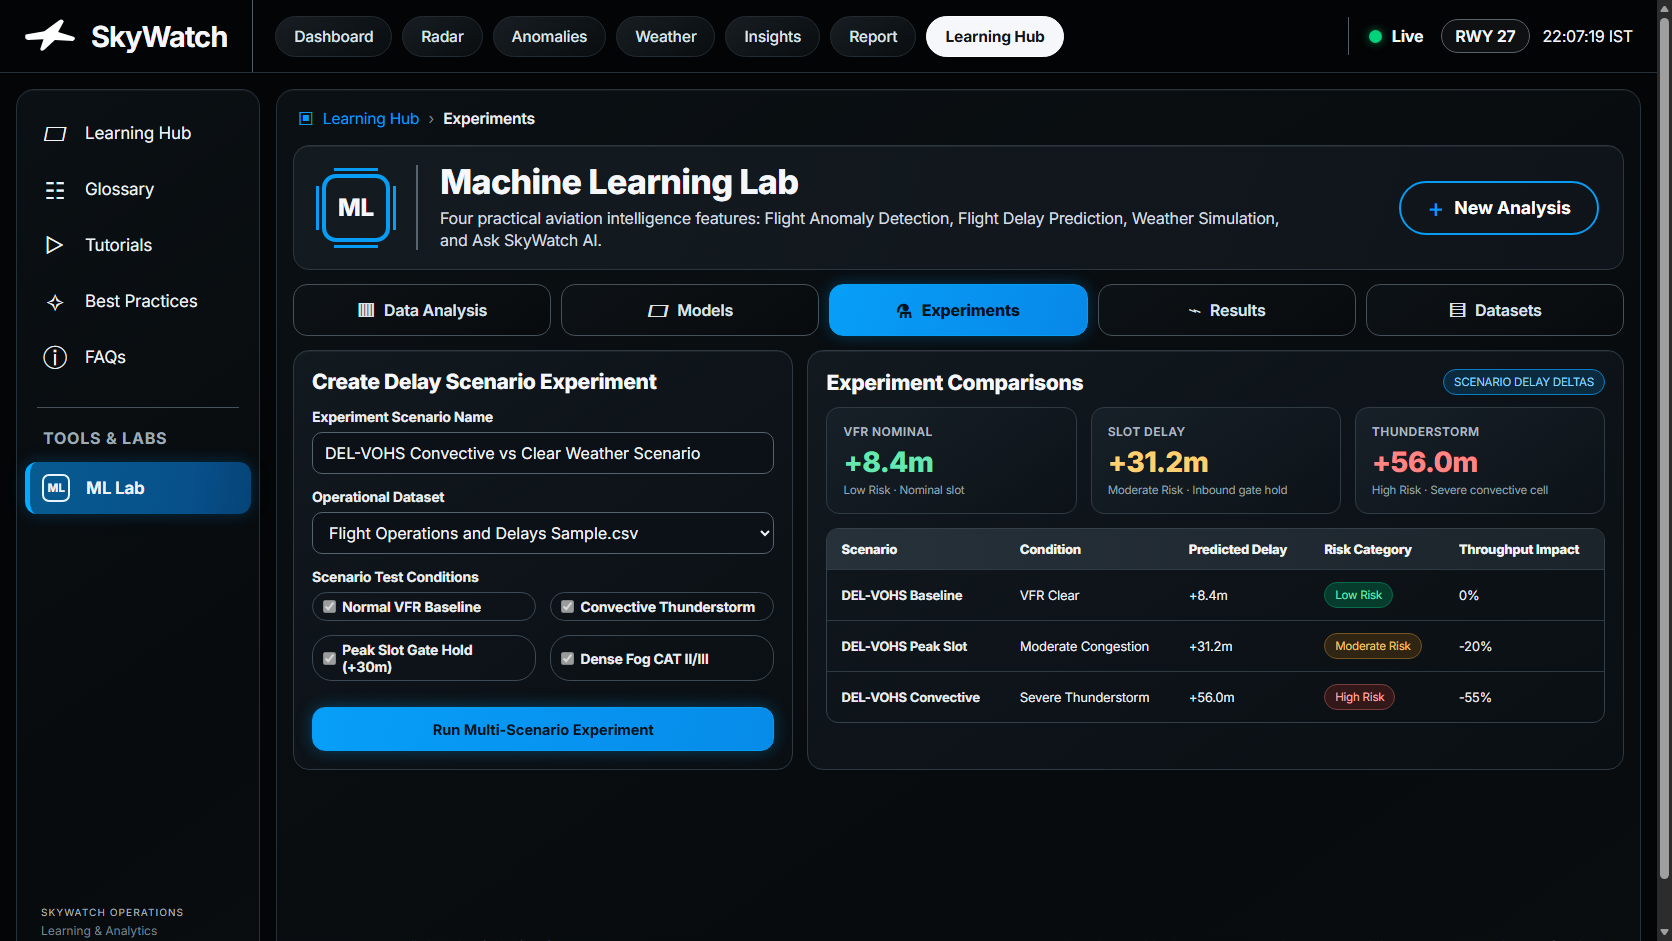 SkyWatch
Dashboard
Radar
Anomalies
Weather
Insights
Report
Learning Hub
Live
RWY 27
22:07:19 IST
Learning Hub
Glossary
Tutorials
Best Practices
FAQs
TOOLS & LABS
ML
ML Lab
SKYWATCH OPERATIONS
Learning & Analytics
Learning Hub › Experiments
ML
Machine Learning Lab
Four practical aviation intelligence features: Flight Anomaly Detection, Flight Delay Prediction, Weather Simulation,
and Ask SkyWatch AI.
+ New Analysis
Data Analysis
Models
Experiments
Results
Datasets
Create Delay Scenario Experiment
Experiment Scenario Name
DEL-VOHS Convective vs Clear Weather Scenario
Operational Dataset
Flight Operations and Delays Sample.csv
Scenario Test Conditions
Normal VFR Baseline
Convective Thunderstorm
Peak Slot Gate Hold
(+30m)
Dense Fog CAT II/III
Run Multi-Scenario Experiment
Experiment Comparisons
SCENARIO DELAY DELTAS
VFR NOMINAL
+8.4m
Low Risk · Nominal slot
SLOT DELAY
+31.2m
Moderate Risk · Inbound gate hold
THUNDERSTORM
+56.0m
High Risk · Severe convective cell
Scenario Condition Predicted Delay Risk Category Throughput Impact
DEL-VOHS Baseline VFR Clear +8.4m Low Risk 0%
DEL-VOHS Peak Slot Moderate Congestion +31.2m Moderate Risk -20%
DEL-VOHS Convective Severe Thunderstorm +56.0m High Risk -55%